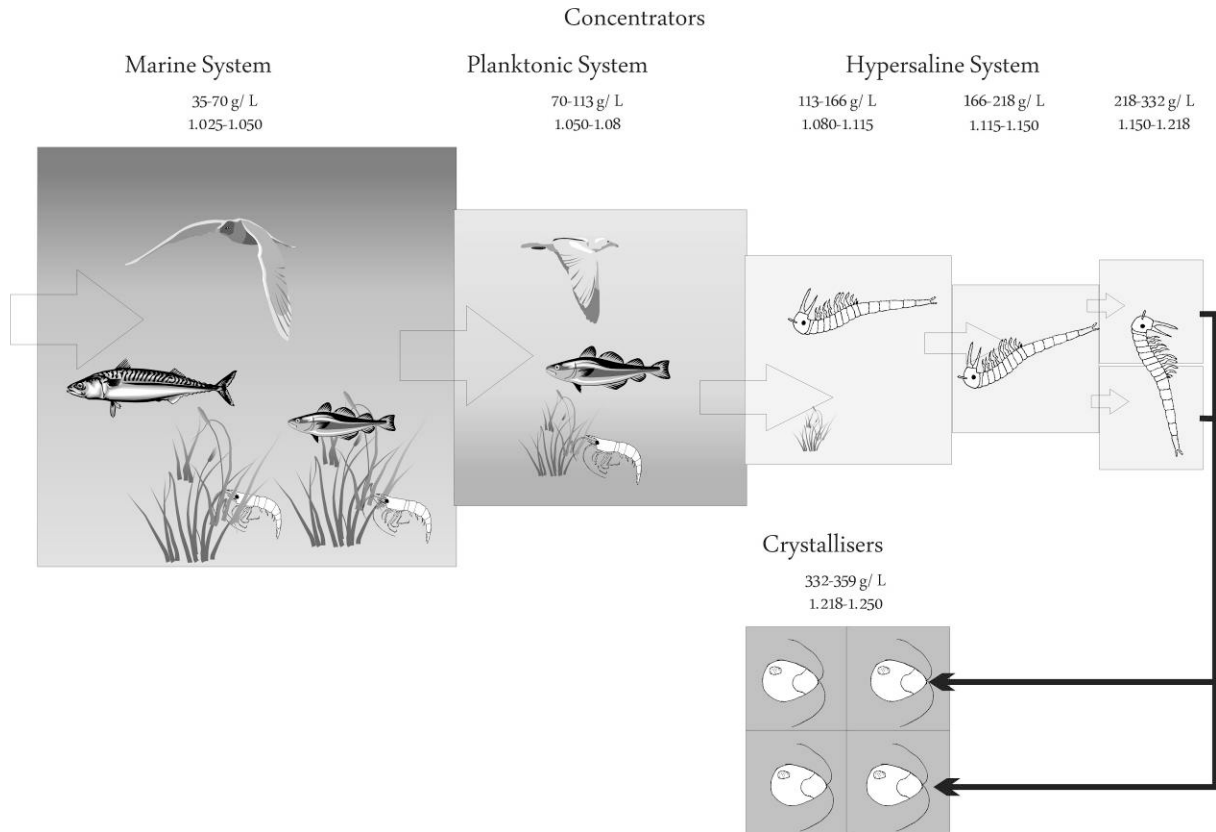 Concentrators
Marine System
35-70 g/ L
1.025-1.050
Planktonic System
70-113 g/ L
1.050-1.08
Hypersaline System
113-166 g/ L
1.080-1.115
166-218 g/ L
1.115-1.150
218-332 g/ L
1.150-1.218
Crystallisers
332-359 g/ L
1.218-1.250